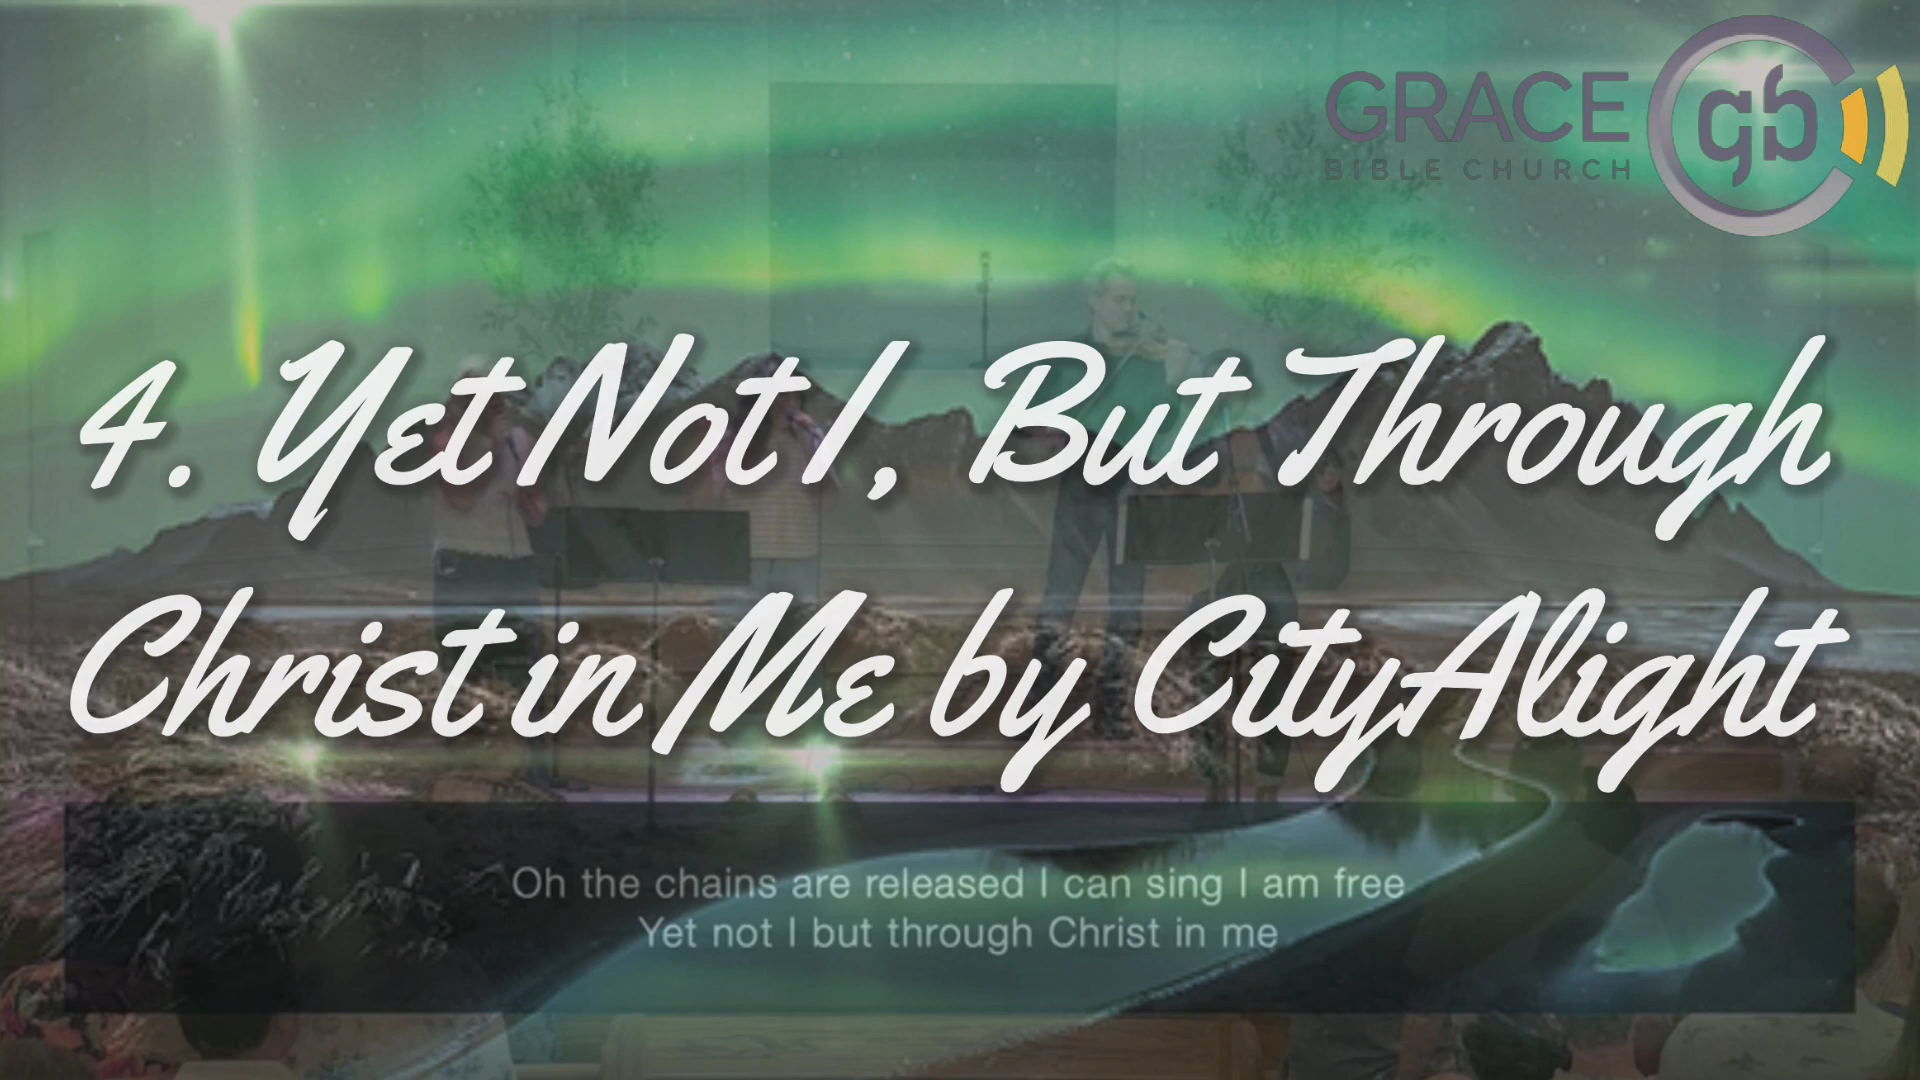 GRACE
BIBLE CHURCH
gb
4. Yet Not I, But Through
Christ in Me by CityAlight
Oh the chains are released I can sing I am free
Yet not I but through Christ in me